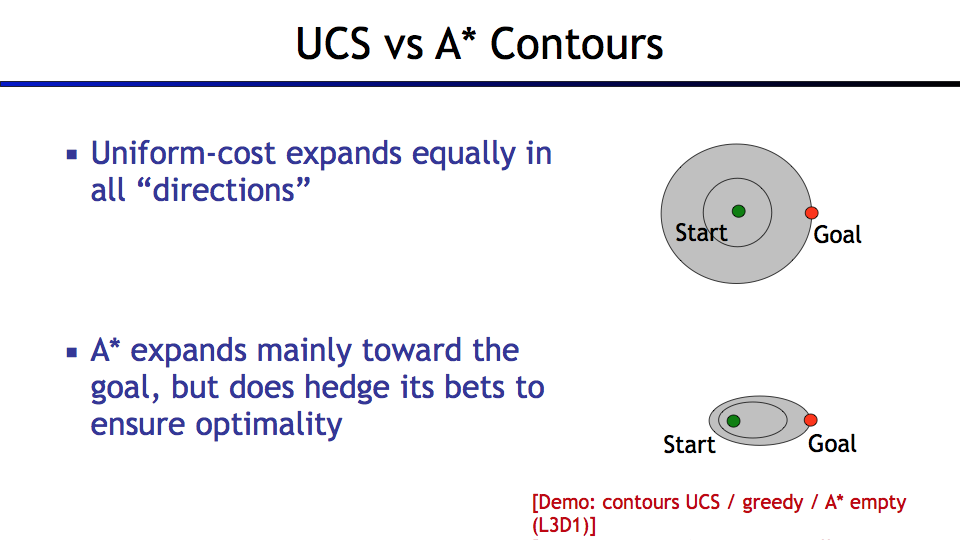 UCS vs A* Contours
▪ Uniform-cost expands equally in
all “directions”
Start
Goal
▪ A* expands mainly toward the
goal, but does hedge its bets to
ensure optimality
Start
Goal
[Demo: contours UCS / greedy / A* empty
(L3D1)]